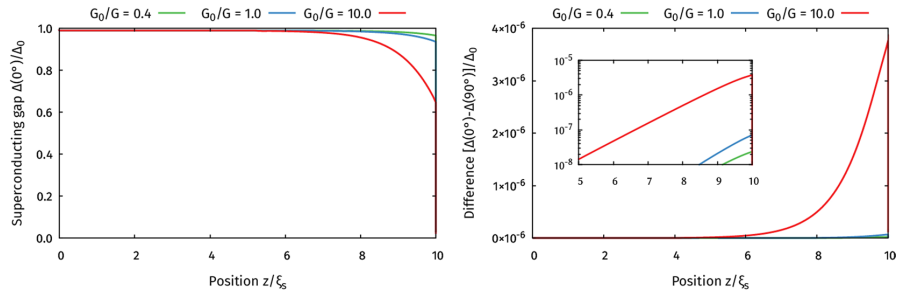 G₀/G = 0.4 G₀/G = 1.0 G₀/G = 10.0
Superconducting gap Δ(0°)/Δ₀
1.0
0.8
0.6
0.4
0.2
0.0
0 2 4 6 8 10
Position z/ξₛ
G₀/G = 0.4 G₀/G = 1.0 G₀/G = 10.0
Difference [Δ(0°)-Δ(90°)]/Δ₀
4×10⁻⁶
3×10⁻⁶
2×10⁻⁶
1×10⁻⁶
0×10⁻⁶
10⁻⁵
10⁻⁶
10⁻⁷
10⁻⁸
5 6 7 8 9 10
0 2 4 6 8 10
Position z/ξₛ